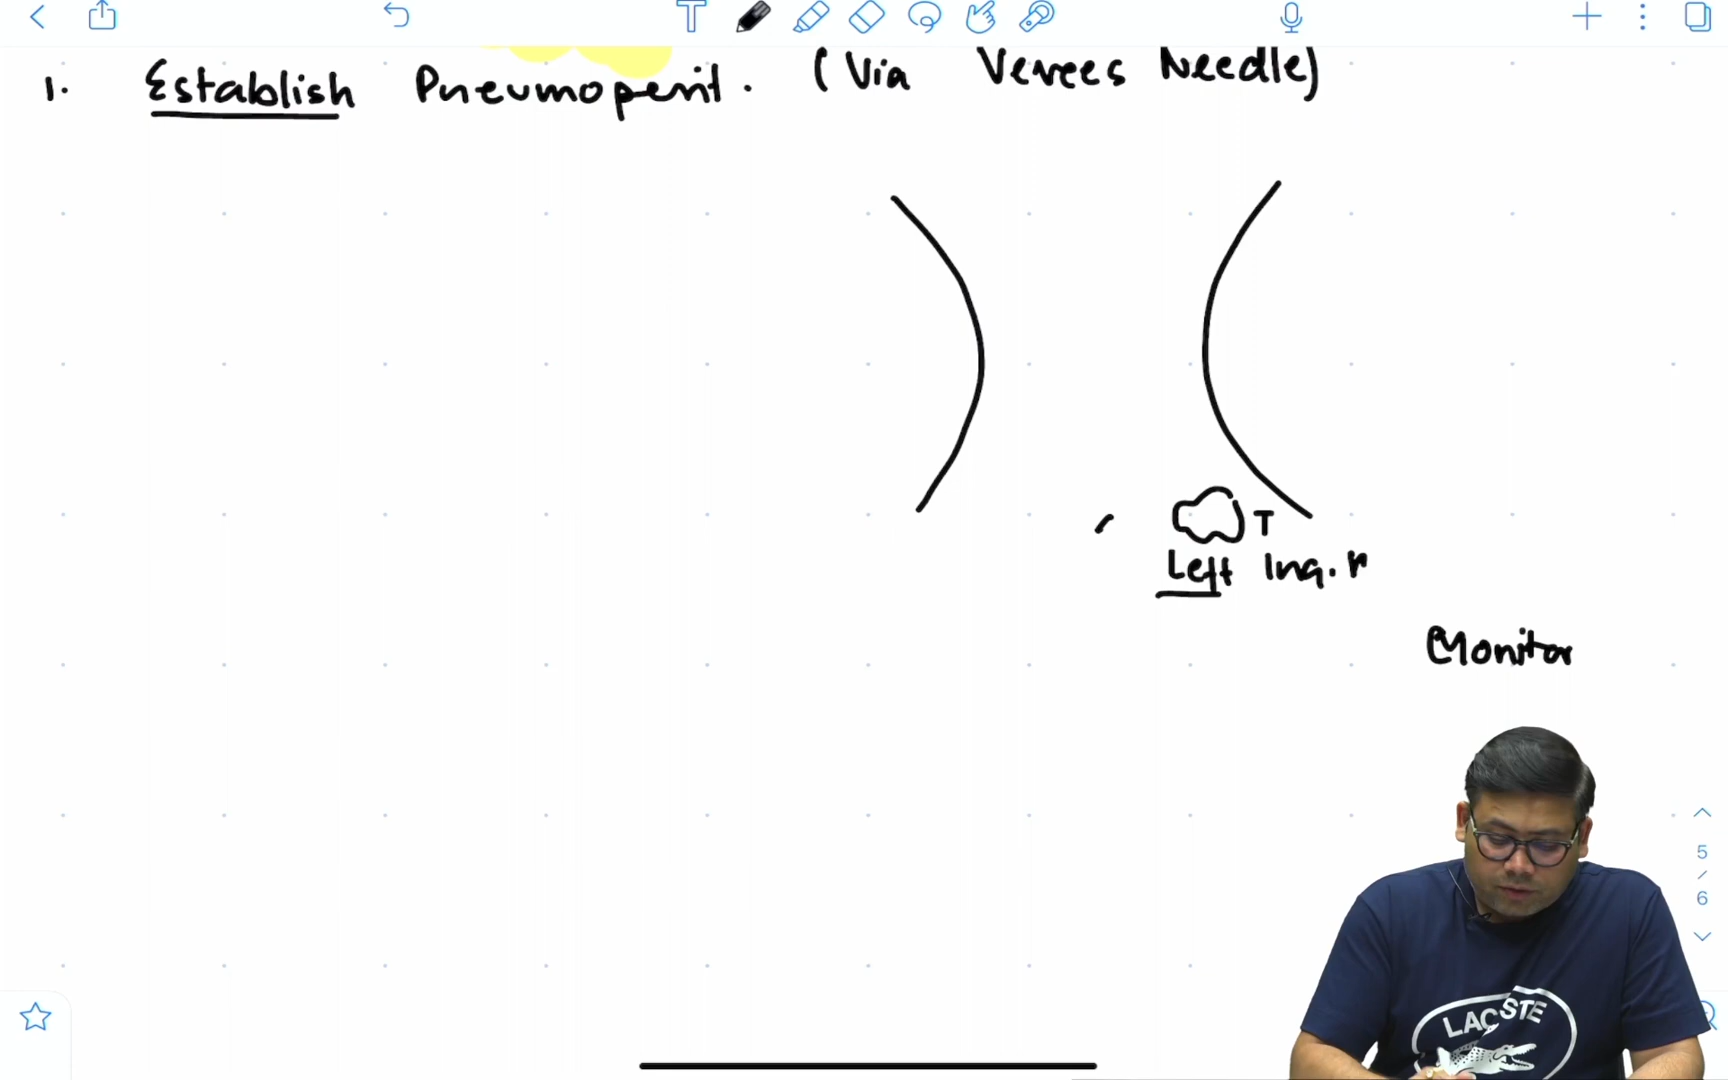 1. Establish Pneumoperit. (Via Verees Needle)
T
Left Ing. H
Monitor
5
/
6
LACOSTE